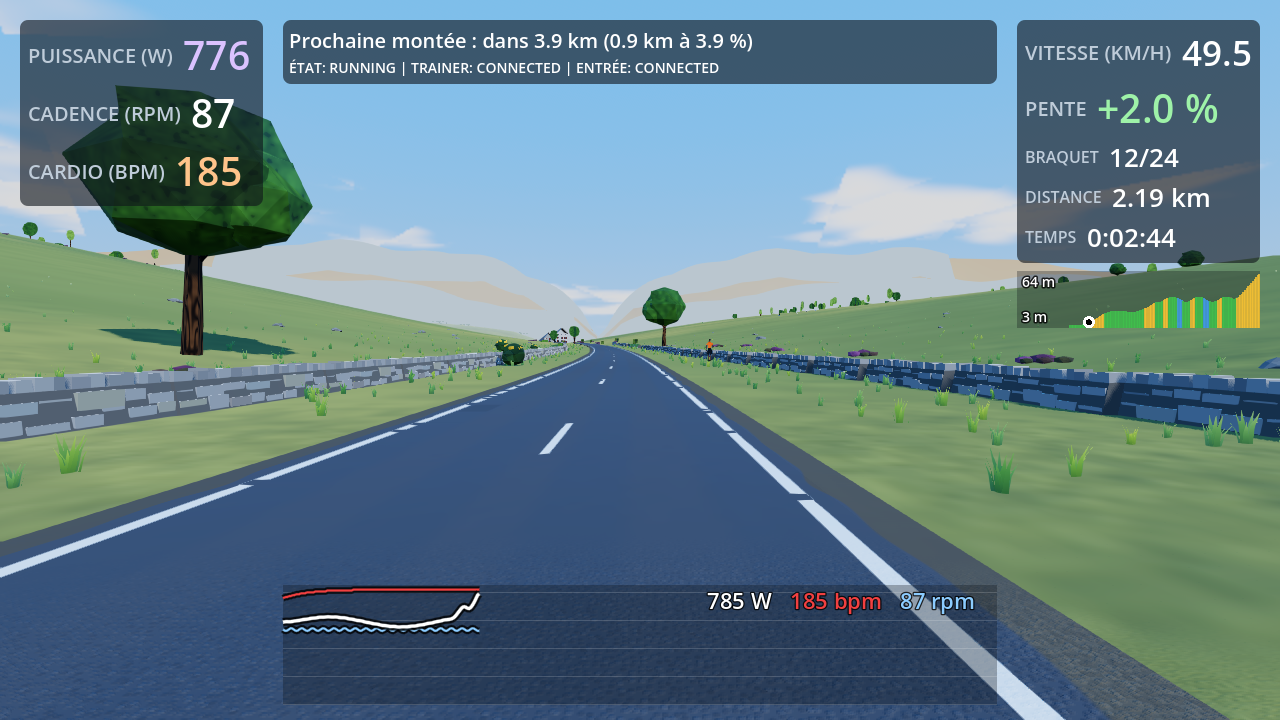 PUISSANCE (W) 776
CADENCE (RPM) 87
CARDIO (BPM) 185
Prochaine montée : dans 3.9 km (0.9 km à 3.9 %)
ÉTAT: RUNNING | TRAINER: CONNECTED | ENTRÉE: CONNECTED
VITESSE (KM/H) 49.5
PENTE +2.0 %
BRAQUET 12/24
DISTANCE 2.19 km
TEMPS 0:02:44
64 m
3 m
785 W 185 bpm 87 rpm